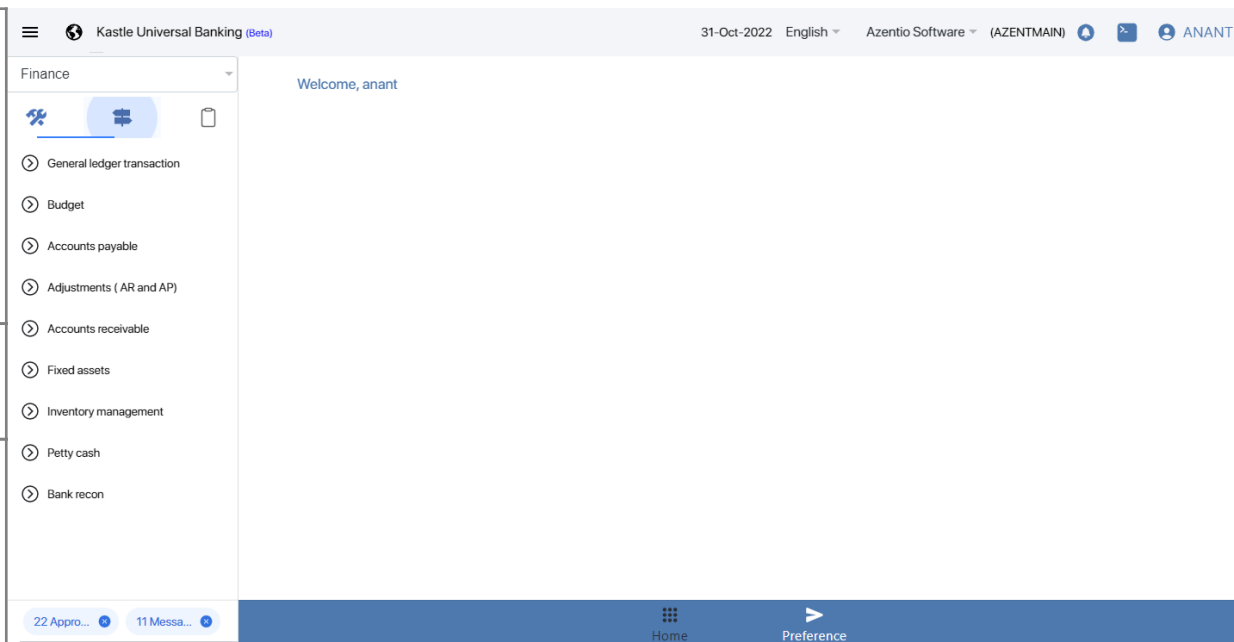 Kastle Universal Banking (Beta)
31-Oct-2022 English Azentio Software (AZENTMAIN) ANANT
Finance
Welcome, anant
General ledger transaction
Budget
Accounts payable
Adjustments ( AR and AP)
Accounts receivable
Fixed assets
Inventory management
Petty cash
Bank recon
22 Appro... 11 Messa...
Home Preference